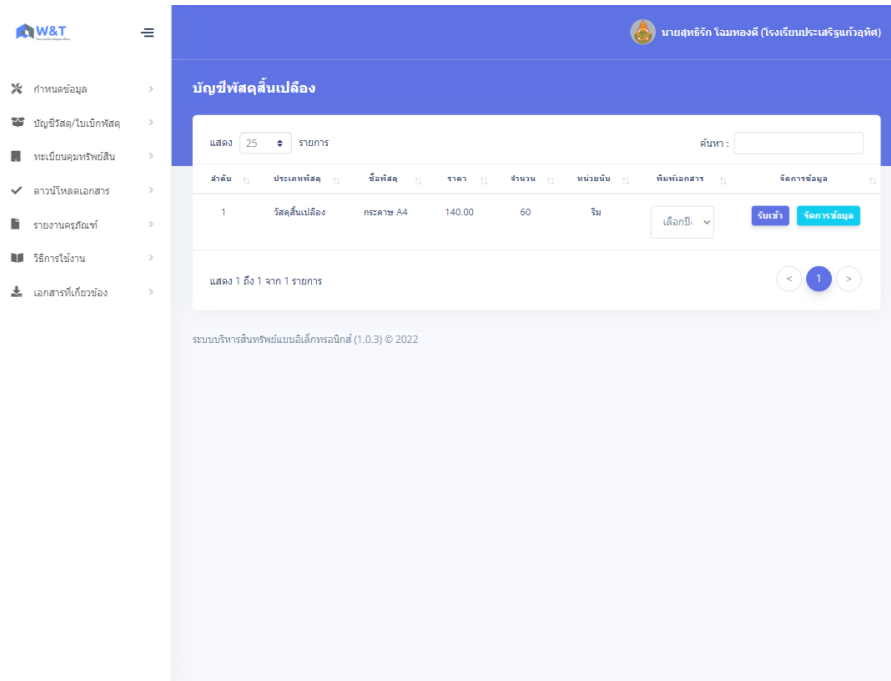 W&T
นายสุทธิรัก โฉมทองดี (โรงเรียนประเสริฐแก้วอุทิศ)
กำหนดข้อมูล
บัญชีวัสดุ/ใบเบิกพัสดุ
ทะเบียนคุมทรัพย์สิน
ดาวน์โหลดเอกสาร
รายงานครุภัณฑ์
วิธีการใช้งาน
เอกสารที่เกี่ยวข้อง
บัญชีพัสดุสิ้นเปลือง
แสดง 25 รายการ ค้นหา :
ลำดับ ประเภทพัสดุ ชื่อพัสดุ ราคา จำนวน หน่วยนับ พิมพ์เอกสาร จัดการข้อมูล
1 วัสดุสิ้นเปลือง กระดาษ A4 140.00 60 รีม เลือกปี รับเข้า จัดการข้อมูล
แสดง 1 ถึง 1 จาก 1 รายการ < 1 >
ระบบบริหารสินทรัพย์แบบอิเล็กทรอนิกส์ (1.0.3) © 2022